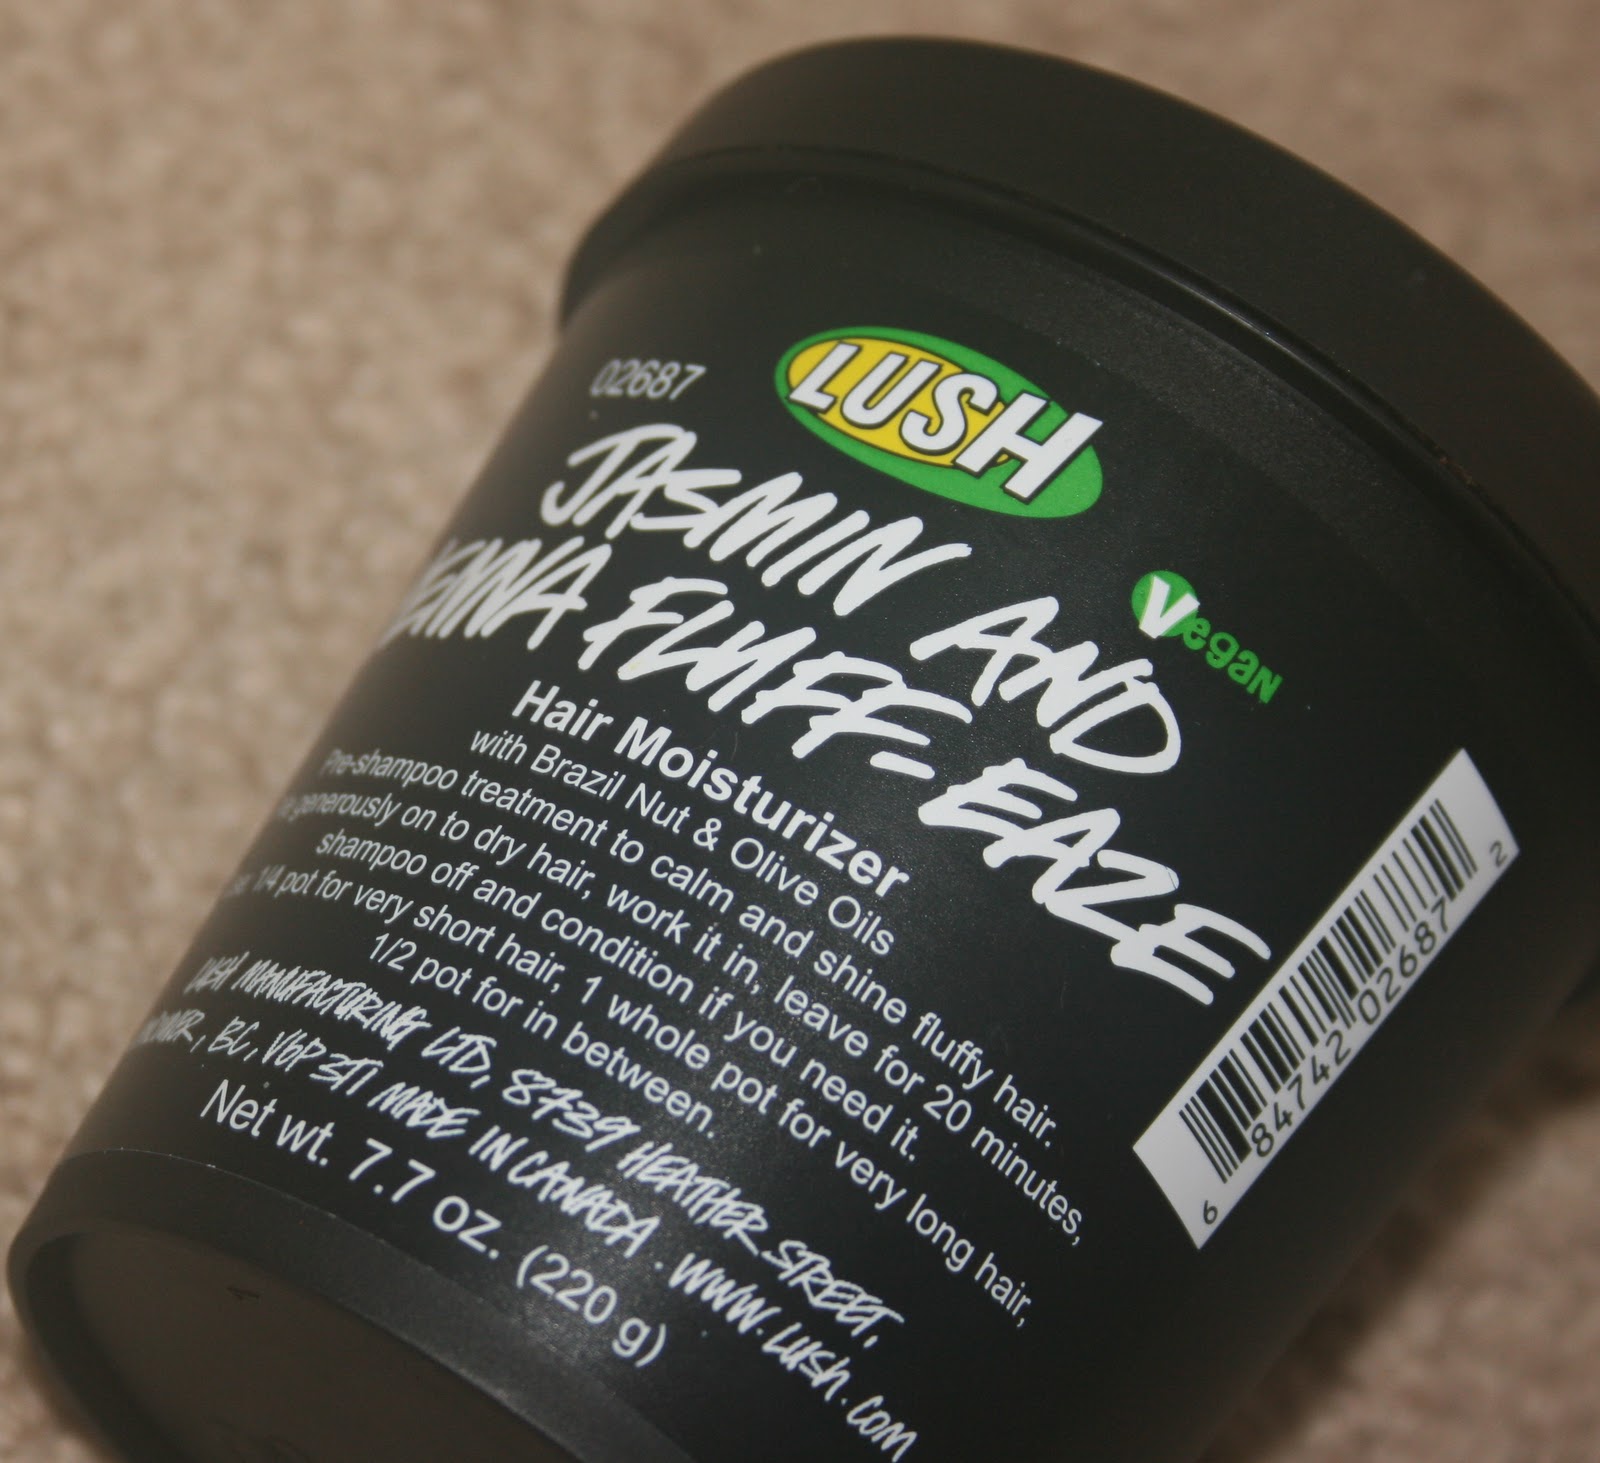 02687
LUSH
JASMIN AND
HENNA FLUFF-EAZE
Vegan
Hair Moisturizer
with Brazil Nut & Olive Oils
Pre-shampoo treatment to calm and shine fluffy hair.
generously on to dry hair, work it in, leave for 20 minutes,
shampoo off and condition if you need it.
1/4 pot for very short hair, 1 whole pot for very long hair,
1/2 pot for in between.
LUSH MANUFACTURING LTD, 8739 HEATHER STREET,
BC, V6P 3T1 MADE IN CANADA. WWW.LUSH.COM
Net wt. 7.7 oz. (220 g)
6 84742 02687 2